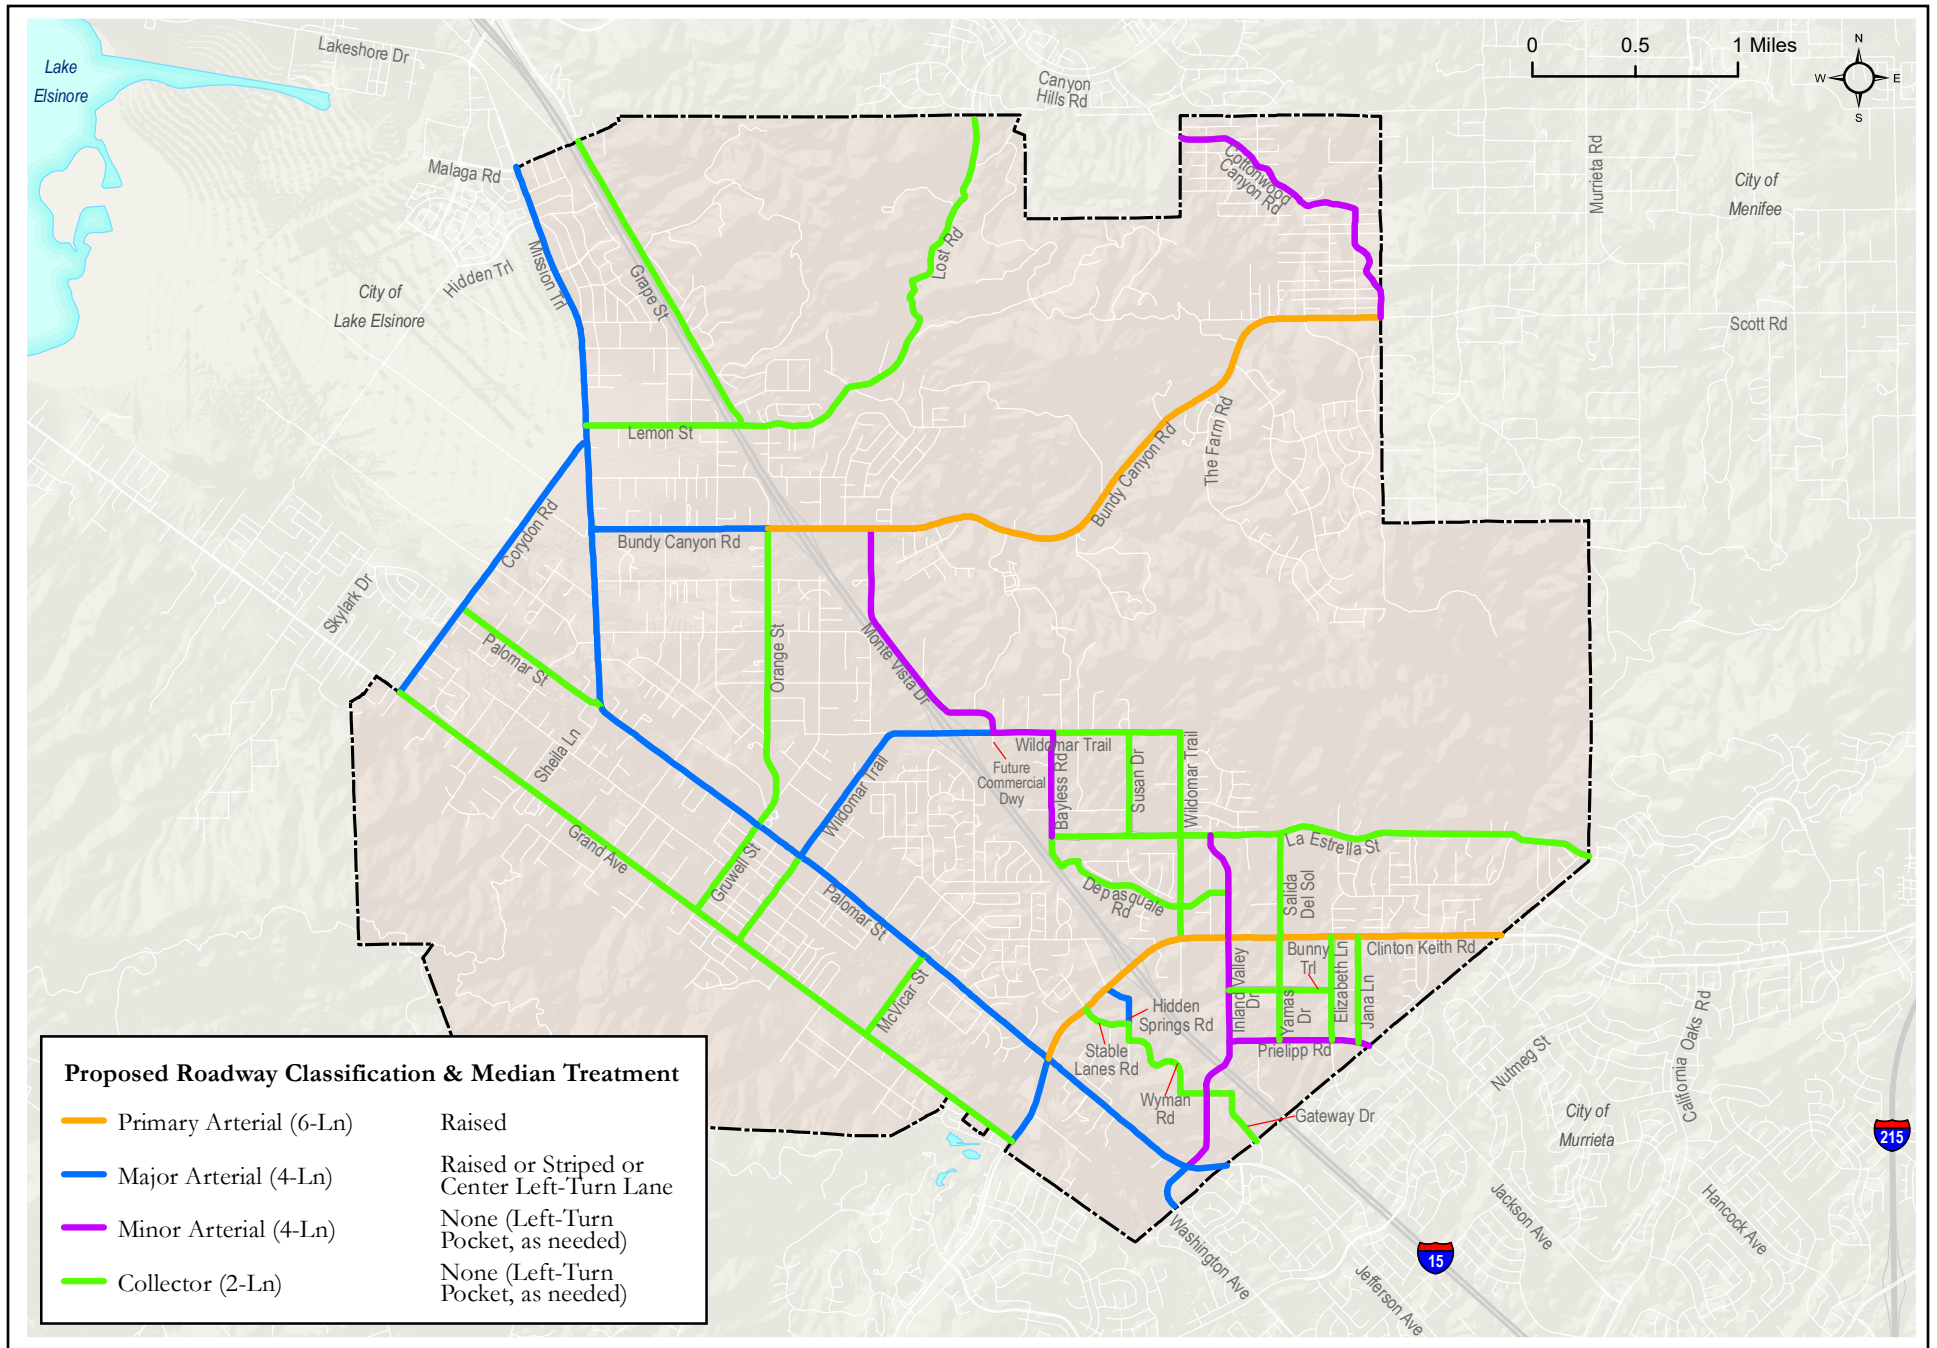 Lakeshore Dr
Lake
Elsinore
Canyon
Hills Rd
0 0.5 1 Miles
N
W E
S
Malaga Rd
Hidden Trl
Mission Trl
Grape St
Lost Rd
Cottonwood
Canyon Rd
Murrieta Rd
City of
Menifee
City of
Lake Elsinore
Scott Rd
Lemon St
The Farm Rd
Bundy Canyon Rd
Corydon Rd
Bundy Canyon Rd
Skylark Dr
Palomar St
Orange St
Monte Vista Dr
Sheila Ln
Wildomar Trail
Future
Commercial
Dwy
Wildomar Trail
Bayless Rd
Susan Dr
Wildomar Trail
Grand Ave
Gruwell St
Palomar St
La Estrella St
Depasquale
Rd
Salida
Del Sol
Bunny
Trl
Clinton Keith Rd
McVicar St
Hidden
Springs Rd
Inland Valley
Dr
Yamas
Dr
Elizabeth Ln
Jana Ln
Stable
Lanes Rd
Prielipp Rd
Wyman
Rd
Gateway Dr
Nutmeg St
California Oaks Rd
City of
Murrieta
215
15
Washington Ave
Jefferson Ave
Jackson Ave
Hancock Ave
Proposed Roadway Classification & Median Treatment
Primary Arterial (6-Ln) Raised
Major Arterial (4-Ln) Raised or Striped or
Center Left-Turn Lane
Minor Arterial (4-Ln) None (Left-Turn
Pocket, as needed)
Collector (2-Ln) None (Left-Turn
Pocket, as needed)